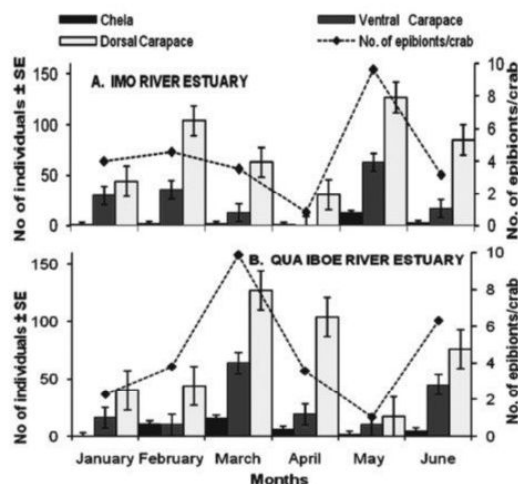 Chela
Ventral Carapace
Dorsal Carapace
No. of epibionts/crab
No of individuals ± SE
150
100
50
0
A. IMO RIVER ESTUARY
10
8
6
4
2
0
No. of epibionts/crab
No of individuals ± SE
150
100
50
0
B. QUA IBOE RIVER ESTUARY
10
8
6
4
2
0
No. of epibionts/crab
January February March April May June
Months